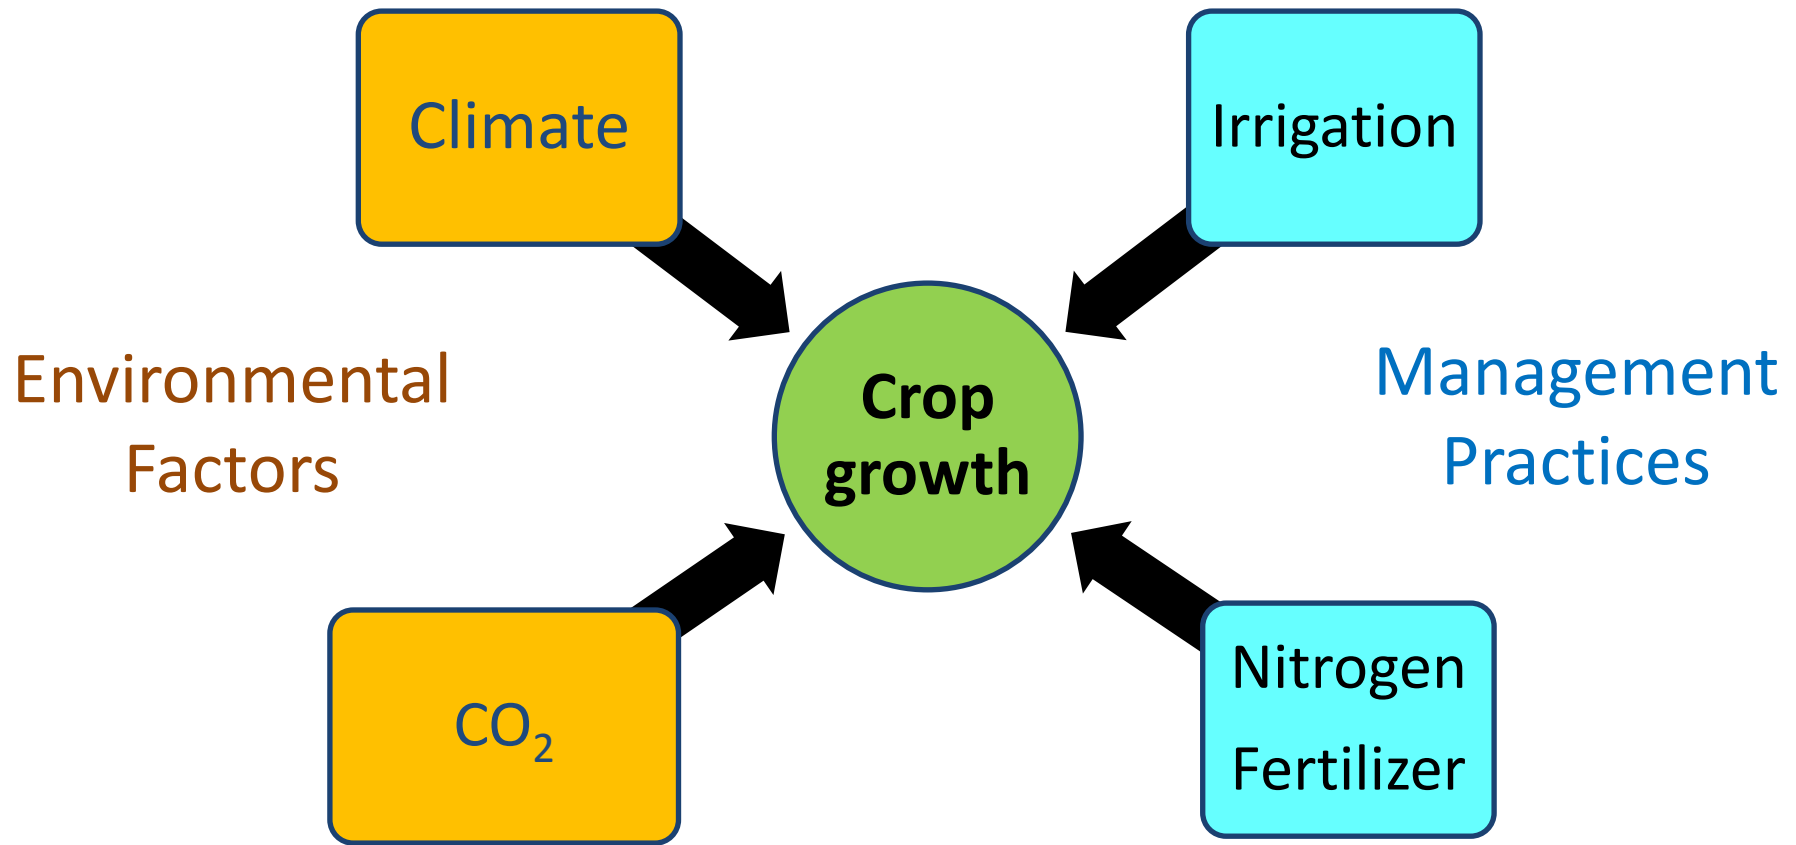 Climate
Irrigation
Environmental
Factors
Crop
growth
Management
Practices
CO₂
Nitrogen
Fertilizer